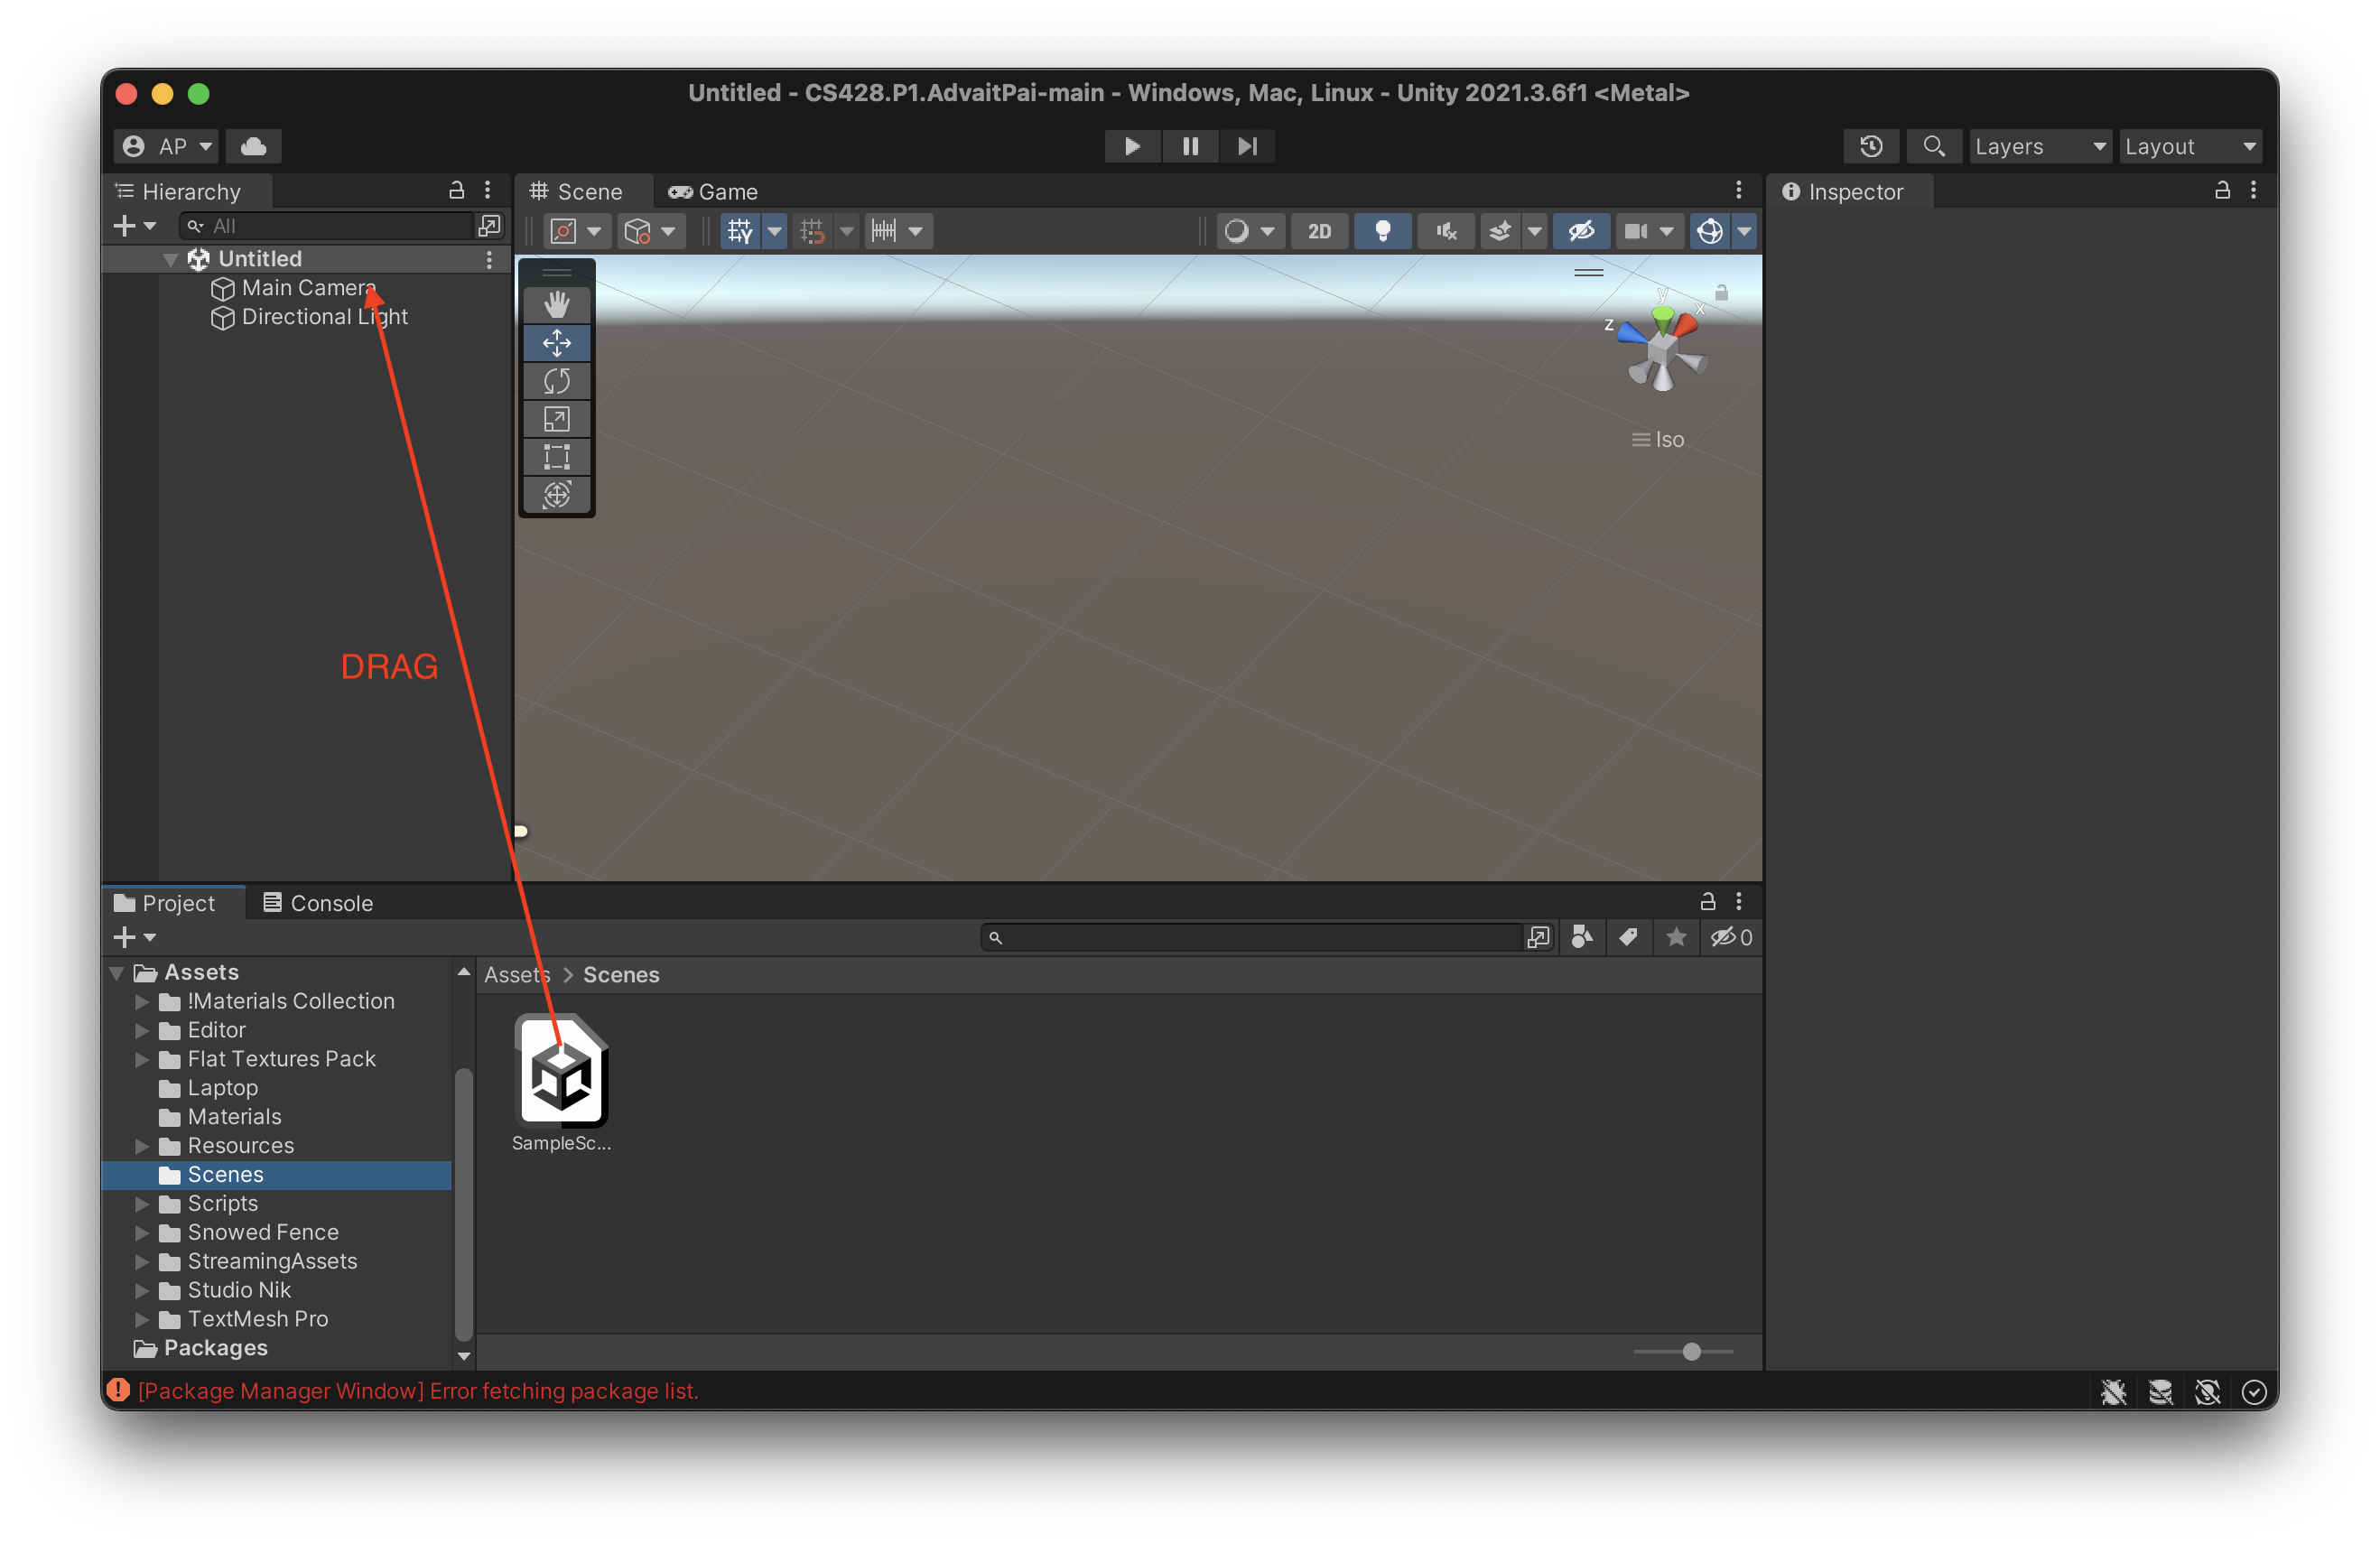 Untitled - CS428.P1.AdvaitPai-main - Windows, Mac, Linux - Unity 2021.3.6f1 <Metal>
AP
Layers
Layout
Hierarchy
Scene
Game
Inspector
All
2D
Untitled
Main Camera
Directional Light
y
x
z
Iso
DRAG
Project
Console
0
Assets
Assets > Scenes
!Materials Collection
Editor
Flat Textures Pack
Laptop
Materials
Resources
SampleSc...
Scenes
Scripts
Snowed Fence
StreamingAssets
Studio Nik
TextMesh Pro
Packages
[Package Manager Window] Error fetching package list.